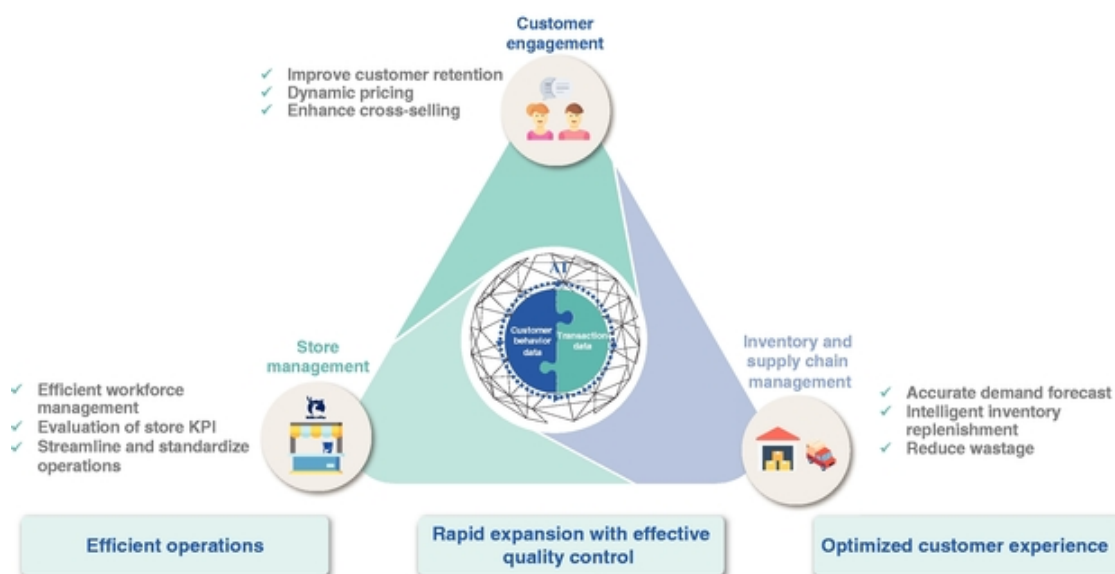 Customer
engagement
Improve customer retention
Dynamic pricing
Enhance cross-selling
AI
Customer
behavior
data
Transaction
data
Store
management
Efficient workforce
management
Evaluation of store KPI
Streamline and standardize
operations
Inventory and
supply chain
management
Accurate demand forecast
Intelligent inventory
replenishment
Reduce wastage
Efficient operations
Rapid expansion with effective
quality control
Optimized customer experience